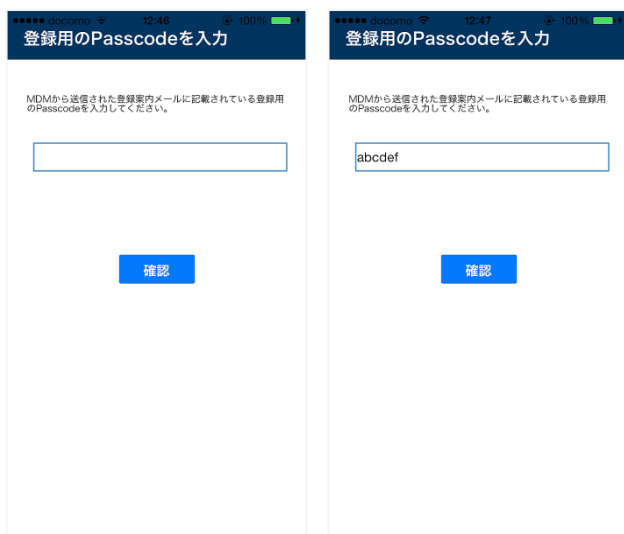 docomo 12:46 100%
登録用のPasscodeを入力
MDMから送信された登録案内メールに記載されている登録用
のPasscodeを入力してください。
確認
docomo 12:47 100%
登録用のPasscodeを入力
MDMから送信された登録案内メールに記載されている登録用
のPasscodeを入力してください。
abcdef
確認